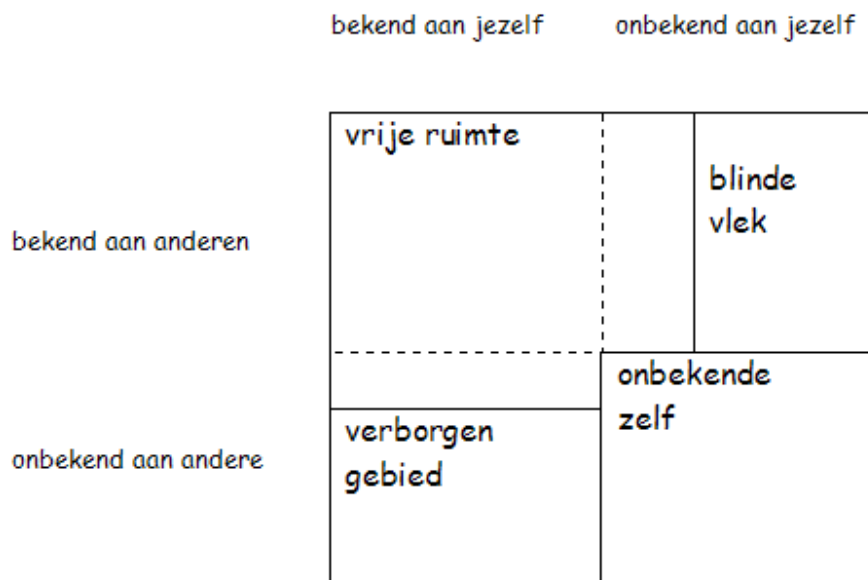 bekend aan jezelf
onbekend aan jezelf
vrije ruimte
blinde
vlek
bekend aan anderen
onbekende
zelf
verborgen
gebied
onbekend aan andere